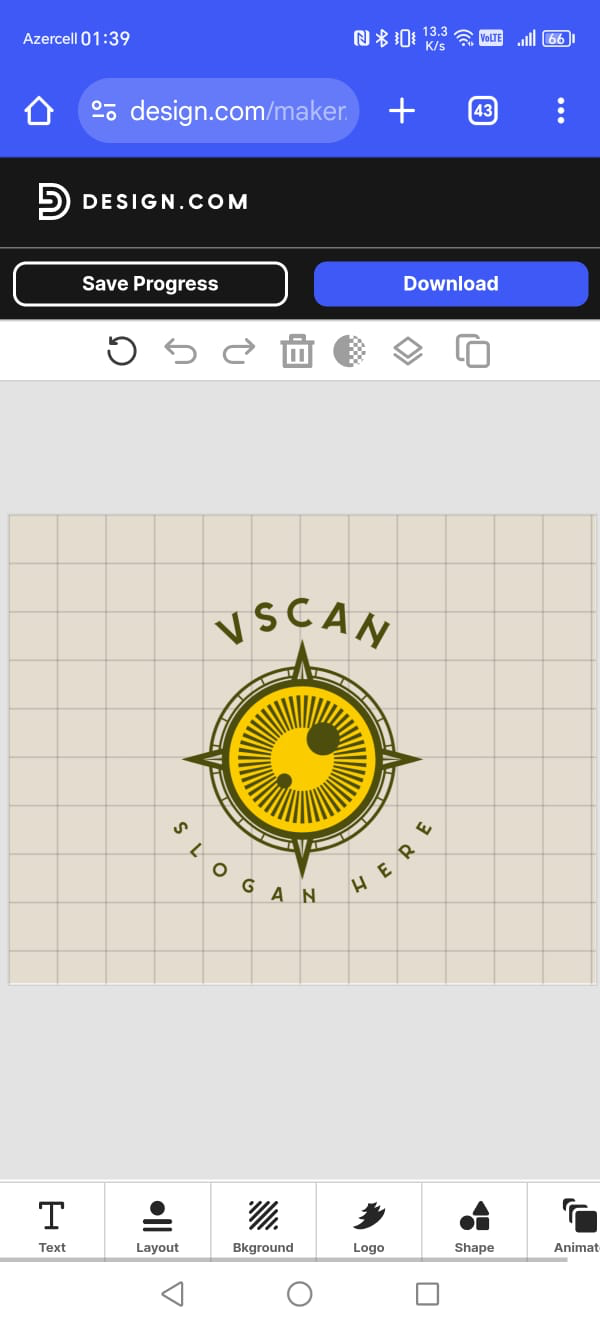 Azercell 01:39
13.3
K/s
VoLTE
66
design.com/maker.
43
DESIGN.COM
Save Progress
Download
VSCAN
SLOGAN HERE
Text
Layout
Bkground
Logo
Shape
Animat